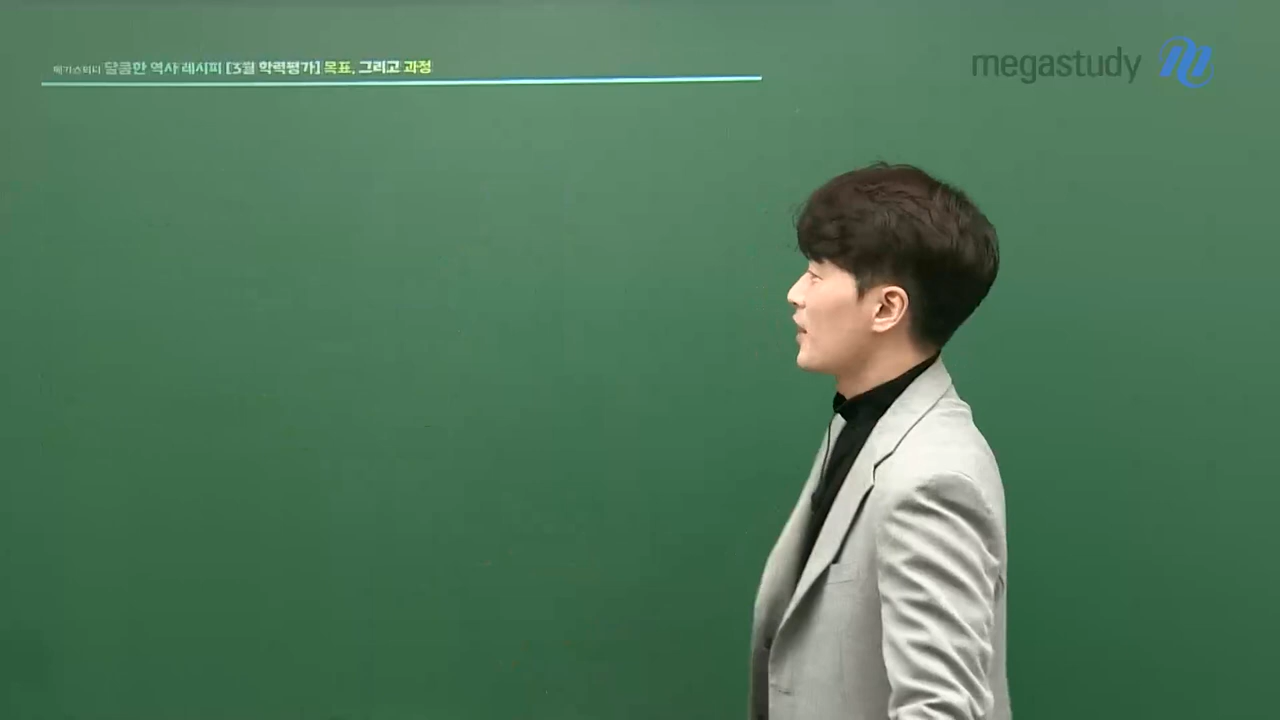 메가스터디 달콤한 역사 레시피 [3월 학력평가] 목표, 그리고 과정
megastudy